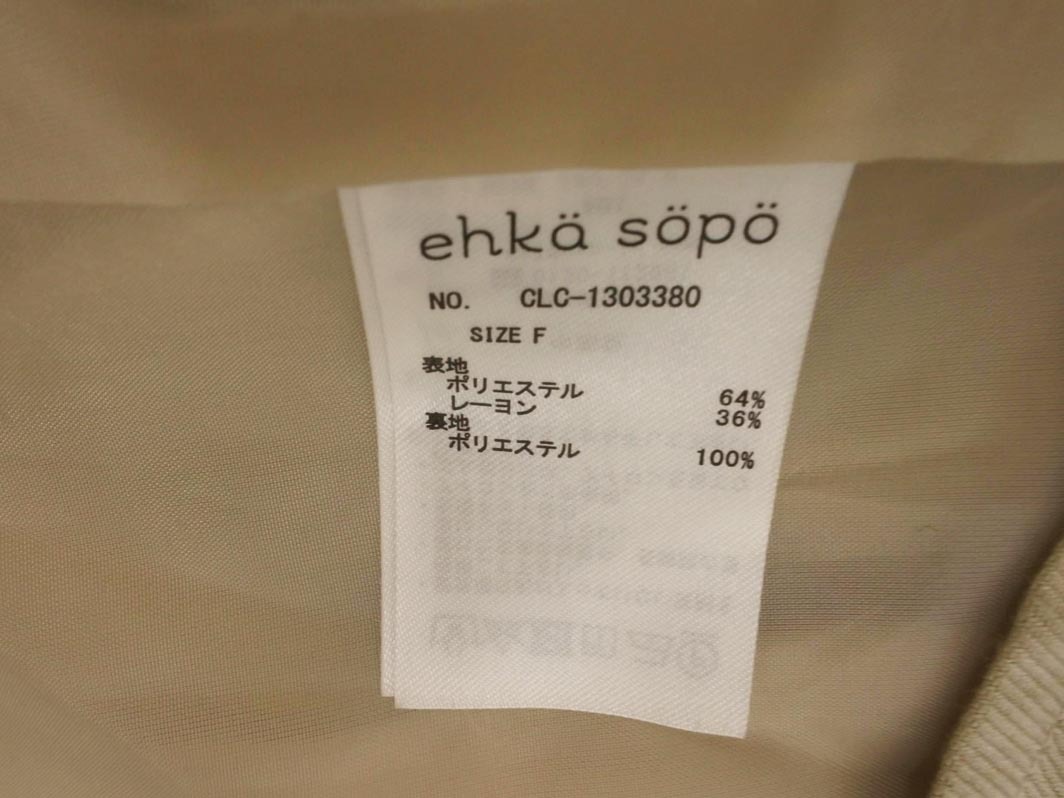 ehkä söpö
NO. CLC-1303380
SIZE F
表地
ポリエステル 64%
レーヨン 36%
裏地
ポリエステル 100%